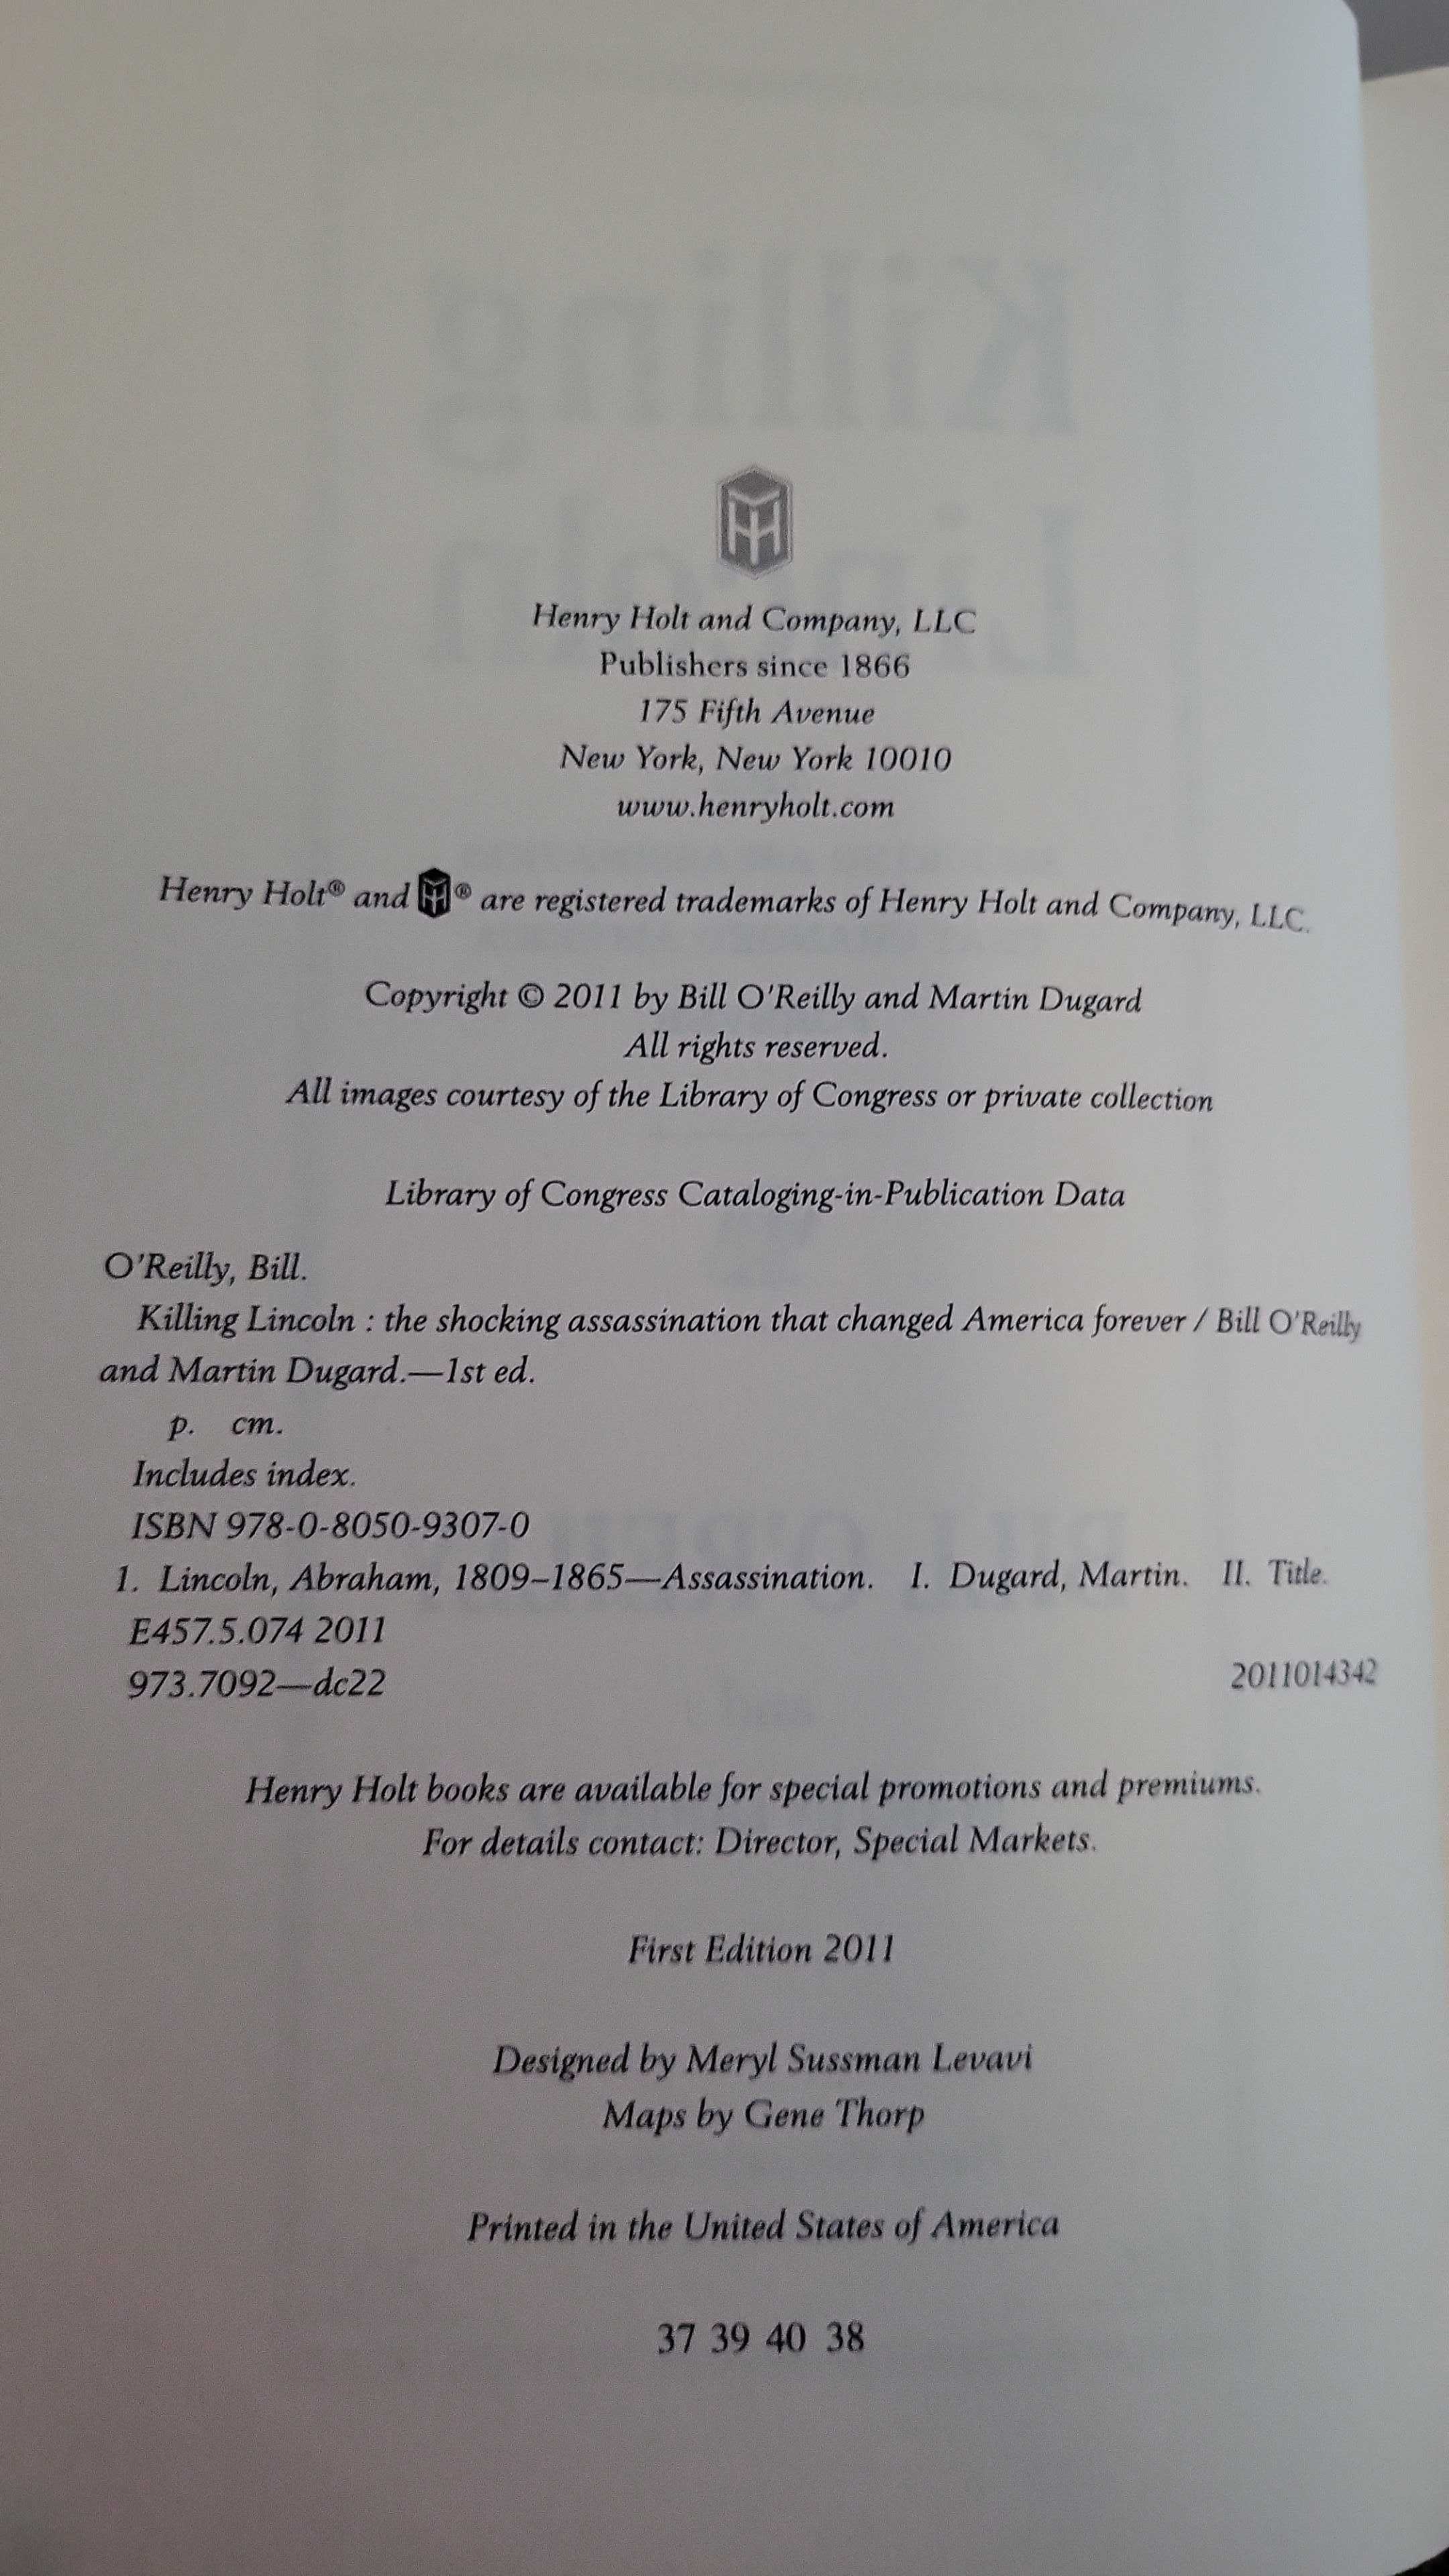 Killing
Lincoln
Henry Holt and Company, LLC
Publishers since 1866
175 Fifth Avenue
New York, New York 10010
www.henryholt.com
Henry Holt® and H® are registered trademarks of Henry Holt and Company, LLC.
Copyright © 2011 by Bill O'Reilly and Martin Dugard
All rights reserved.
All images courtesy of the Library of Congress or private collection
Library of Congress Cataloging-in-Publication Data
O'Reilly, Bill.
Killing Lincoln : the shocking assassination that changed America forever / Bill O'Reilly
and Martin Dugard.—1st ed.
p. cm.
Includes index.
ISBN 978-0-8050-9307-0
1. Lincoln, Abraham, 1809–1865—Assassination. I. Dugard, Martin. II. Title.
E457.5.074 2011
973.7092—dc22 2011014342
Henry Holt books are available for special promotions and premiums.
For details contact: Director, Special Markets.
First Edition 2011
Designed by Meryl Sussman Levavi
Maps by Gene Thorp
Printed in the United States of America
37 39 40 38